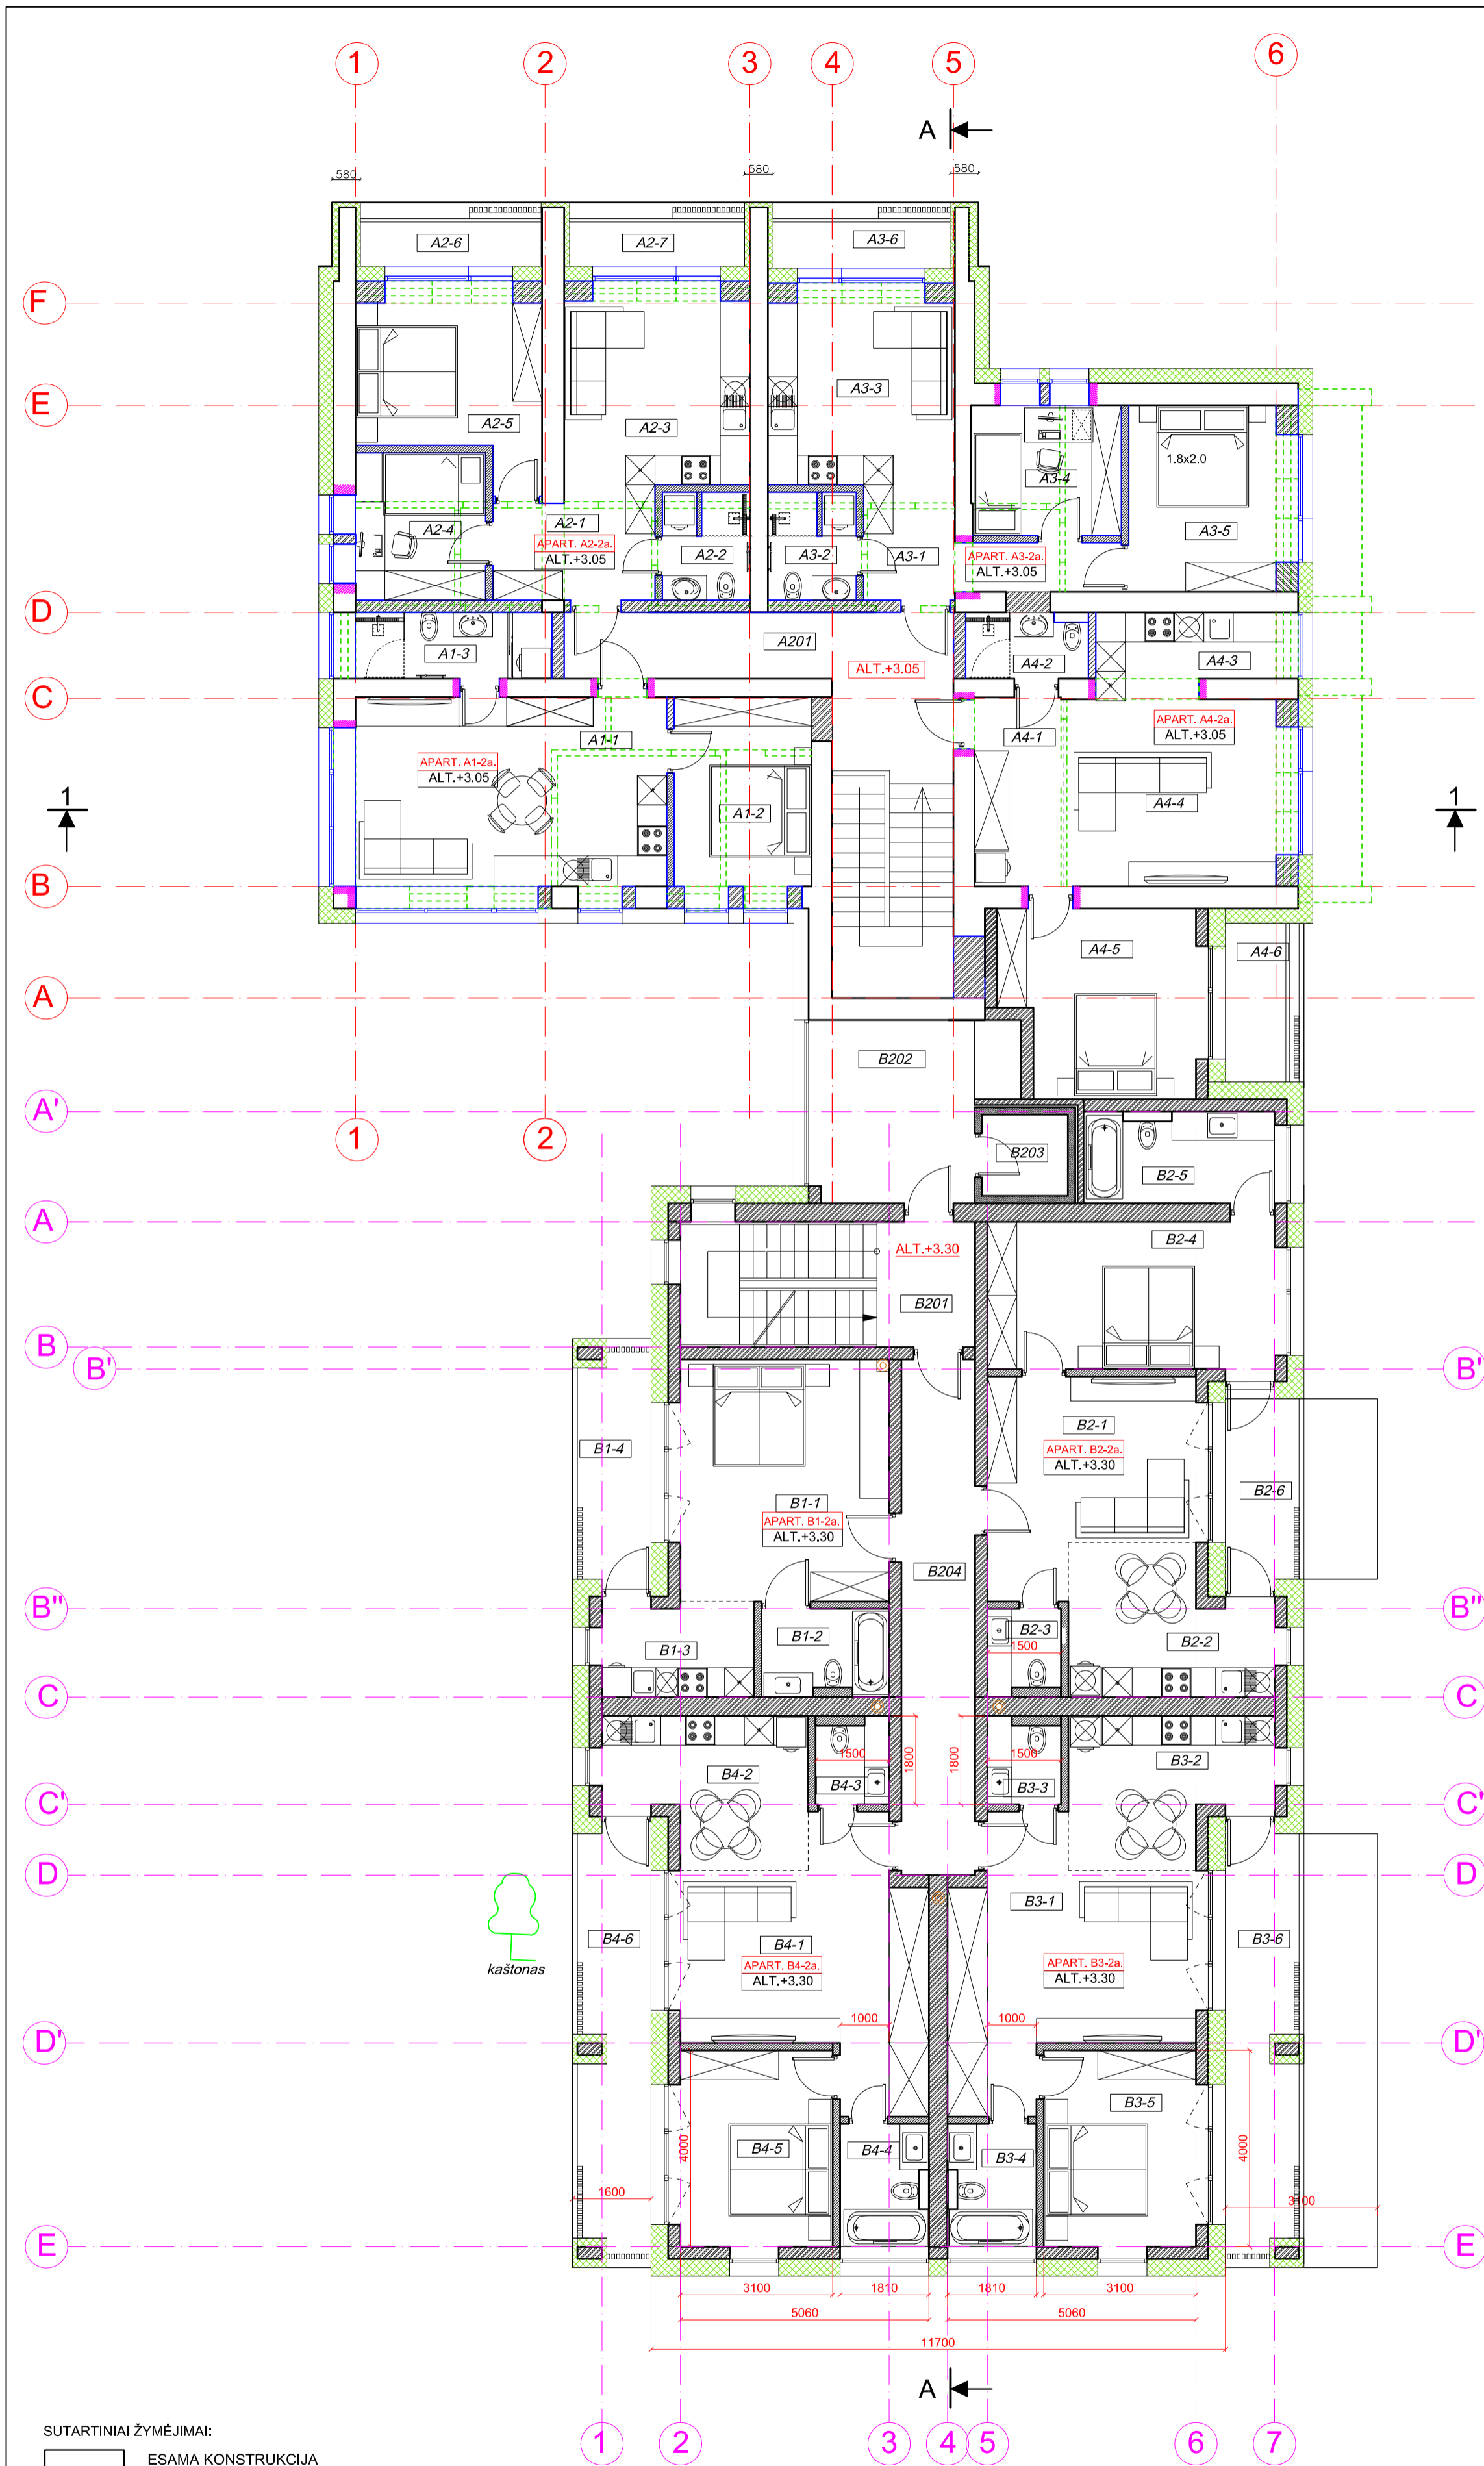 1 2 3 4 5 6
A
580 580 580
A2-6 A2-7 A3-6
F
E
A3-3
A2-5 A2-3
1.8x2.0
A3-4
A2-4 A2-1 A3-5
APART. A2-2a.
ALT.+3.05
A2-2 A3-2 A3-1
APART. A3-2a.
ALT.+3.05
D
A201
A1-3 A4-2 A4-3
ALT.+3.05
C
A1-1 A4-1
APART. A4-2a.
ALT.+3.05
APART. A1-2a.
ALT.+3.05
1 1
A1-2 A4-4
B
A4-5 A4-6
A
B202
A'
1 2
B203
B2-5
A
B2-4
ALT.+3.30
B201
B
B' B'
B2-1
B1-4
APART. B2-2a.
ALT.+3.30
B2-6
B1-1
APART. B1-2a.
ALT.+3.30
B204
B" B"
B1-2 B2-3
B1-3 1500 B2-2
C C
1500 1800 1800 1500
B4-2 B4-3 B3-3 B3-2
C' C'
D D
B3-1
B4-6 B4-1 B3-6
APART. B4-2a.
ALT.+3.30
APART. B3-2a.
ALT.+3.30
kaštonas
1000 1000
D' D'
B3-5
4000 B4-5 B4-4 B3-4 4000
1600 3100
E E
3100 1810 1810 3100
5060 5060
11700
A
1 2 3 4 5 6 7
SUTARTINIAI ŽYMĖJIMAI:
ESAMA KONSTRUKCIJA